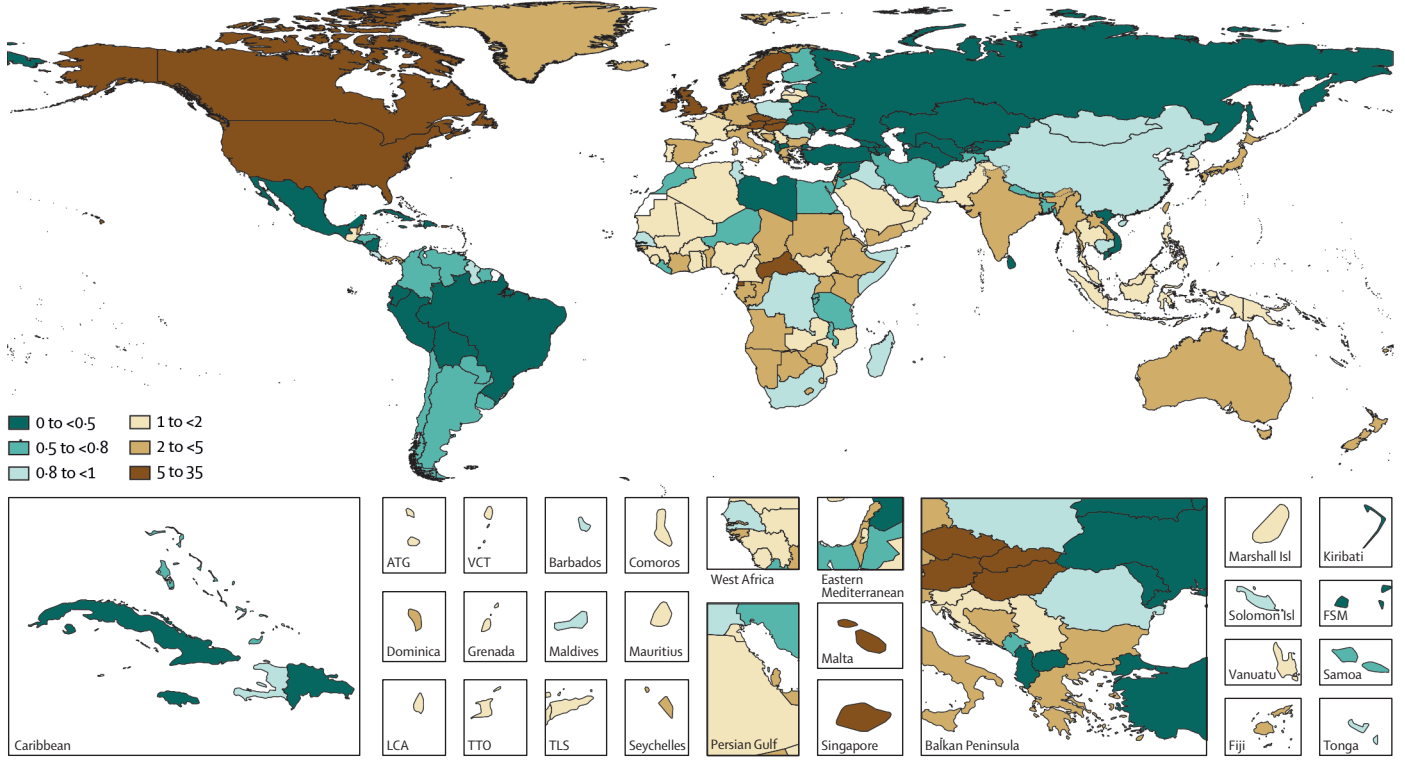 0 to <0·5
0·5 to <0·8
0·8 to <1
1 to <2
2 to <5
5 to 35
Caribbean
ATG
VCT
Barbados
Comoros
Dominica
Grenada
Maldives
Mauritius
LCA
TTO
TLS
Seychelles
West Africa
Eastern
Mediterranean
Persian Gulf
Malta
Singapore
Balkan Peninsula
Marshall Isl
Kiribati
Solomon Isl
FSM
Vanuatu
Samoa
Fiji
Tonga